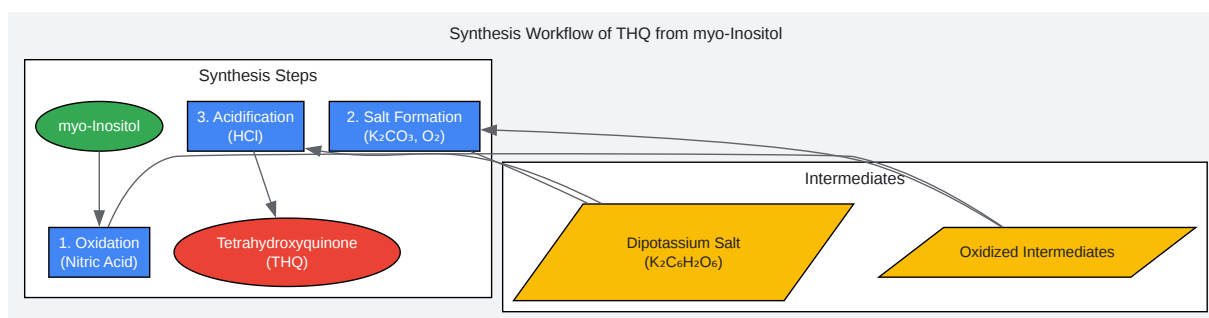 Synthesis Workflow of THQ from myo-Inositol
Synthesis Steps
myo-Inositol
3. Acidification
(HCl)
2. Salt Formation
(K₂CO₃, O₂)
1. Oxidation
(Nitric Acid)
Tetrahydroxyquinone
(THQ)
Intermediates
Dipotassium Salt
(K₂C₆H₂O₆)
Oxidized Intermediates